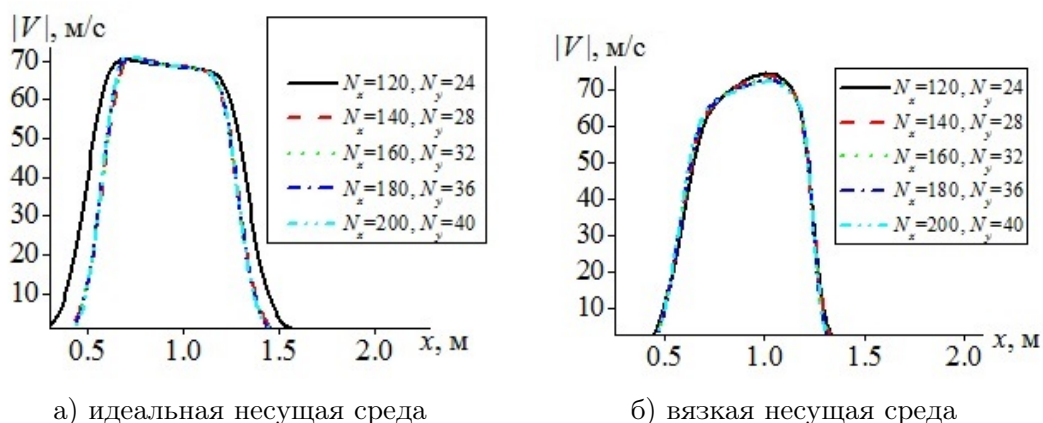 |V|, м/с
70
60
50
40
30
20
10
0.5 1.0 1.5 2.0
x, м
N_x=120, N_y=24
N_x=140, N_y=28
N_x=160, N_y=32
N_x=180, N_y=36
N_x=200, N_y=40
а) идеальная несущая среда
|V|, м/с
70
60
50
40
30
20
10
0.5 1.0 1.5 2.0
x, м
N_x=120, N_y=24
N_x=140, N_y=28
N_x=160, N_y=32
N_x=180, N_y=36
N_x=200, N_y=40
б) вязкая несущая среда